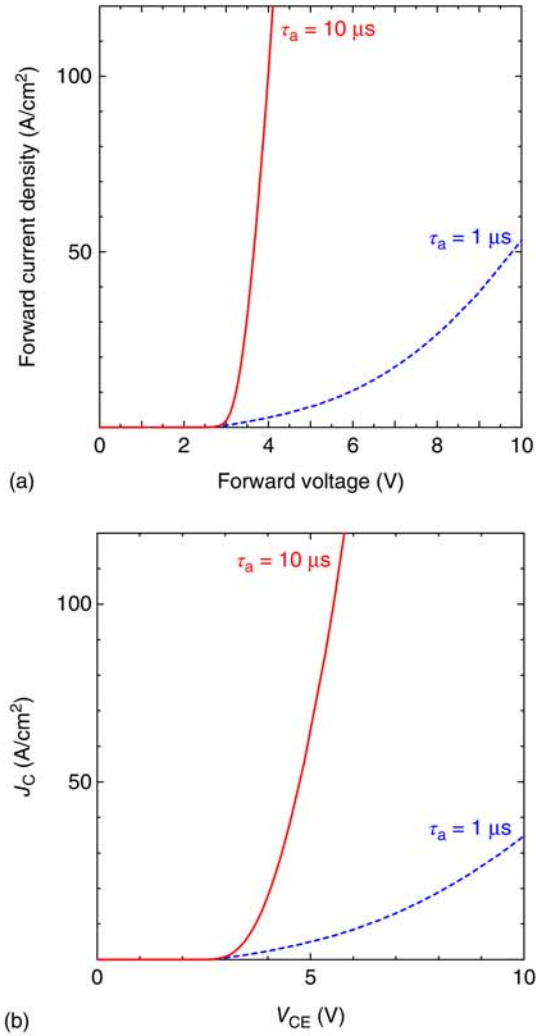 τa = 10 μs
100
Forward current density (A/cm²)
τa = 1 μs
50
0 2 4 6 8 10
(a) Forward voltage (V)
τa = 10 μs
100
JC (A/cm²)
50
τa = 1 μs
0 5 10
(b) VCE (V)